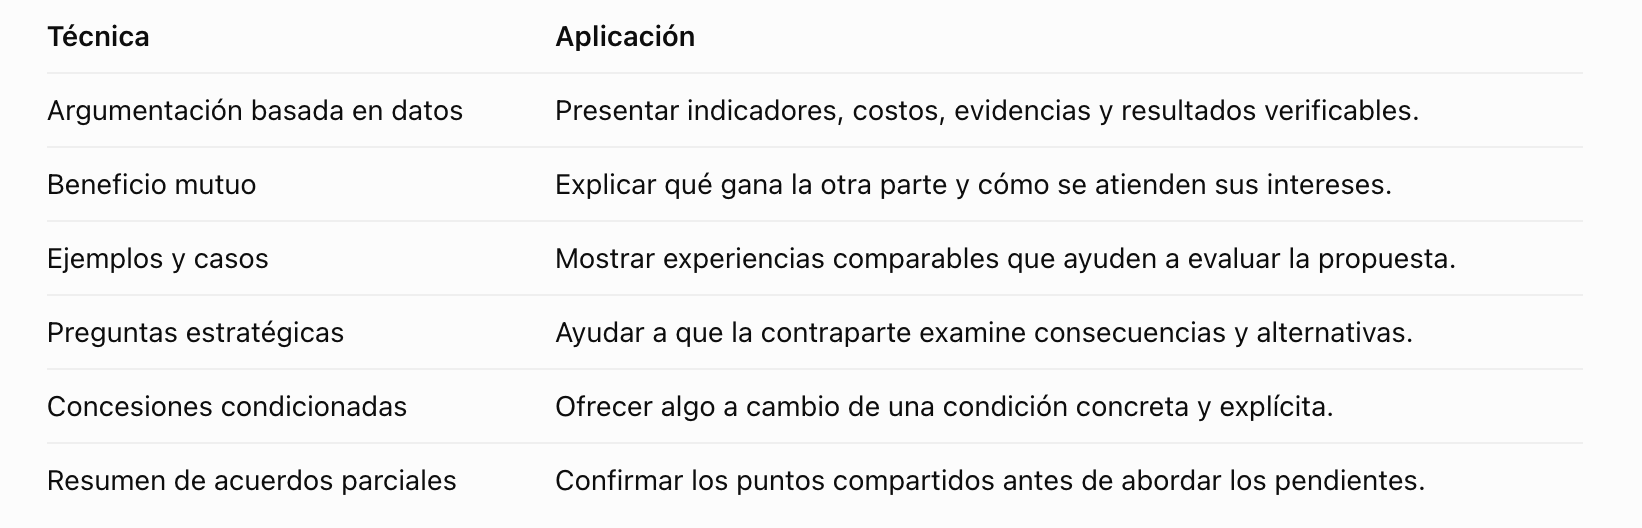 Técnica Aplicación
Argumentación basada en datos Presentar indicadores, costos, evidencias y resultados verificables.
Beneficio mutuo Explicar qué gana la otra parte y cómo se atienden sus intereses.
Ejemplos y casos Mostrar experiencias comparables que ayuden a evaluar la propuesta.
Preguntas estratégicas Ayudar a que la contraparte examine consecuencias y alternativas.
Concesiones condicionadas Ofrecer algo a cambio de una condición concreta y explícita.
Resumen de acuerdos parciales Confirmar los puntos compartidos antes de abordar los pendientes.